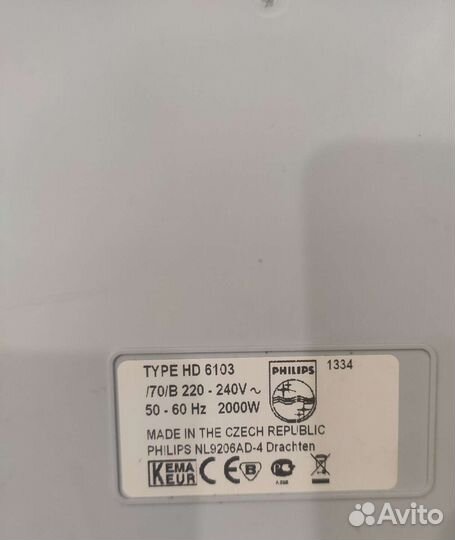 TYPE HD 6103
/70/B 220 - 240V~
50 - 60 Hz 2000W
PHILIPS
1334
MADE IN THE CZECH REPUBLIC
PHILIPS NL9206AD-4 Drachten
KEMA
EUR
CE
B
Avito